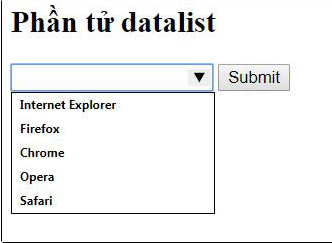 Phần tử datalist
Submit
Internet Explorer
Firefox
Chrome
Opera
Safari